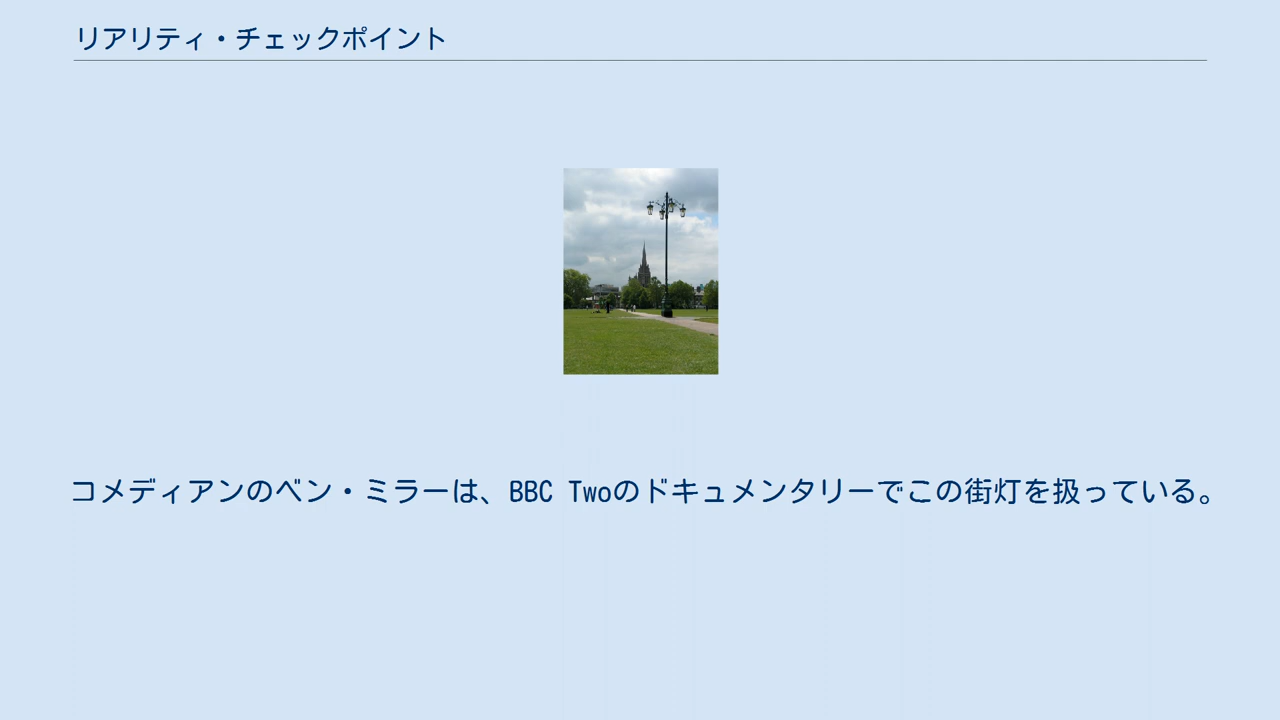 リアリティ・チェックポイント
コメディアンのベン・ミラーは、BBC Twoのドキュメンタリーでこの街灯を扱っている。